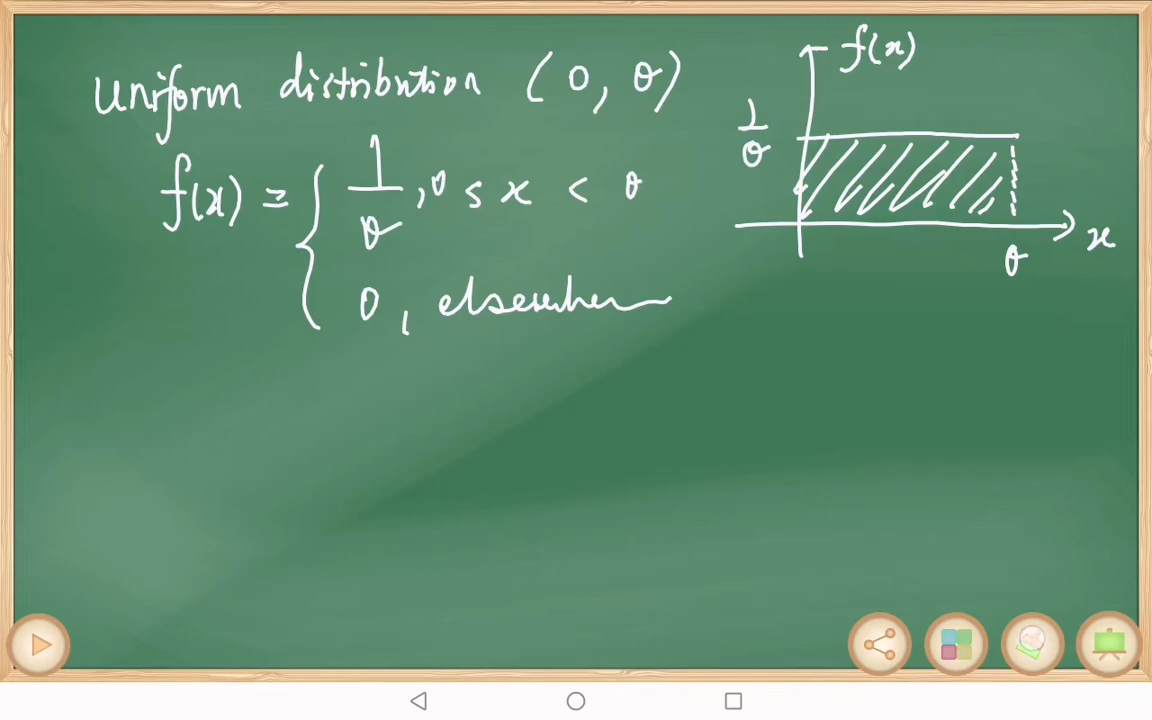 Uniform distribution (0, θ)
f(x) = { 1/θ , 0 ≤ x < θ
0, elsewhere
f(x)
1/θ
θ
x